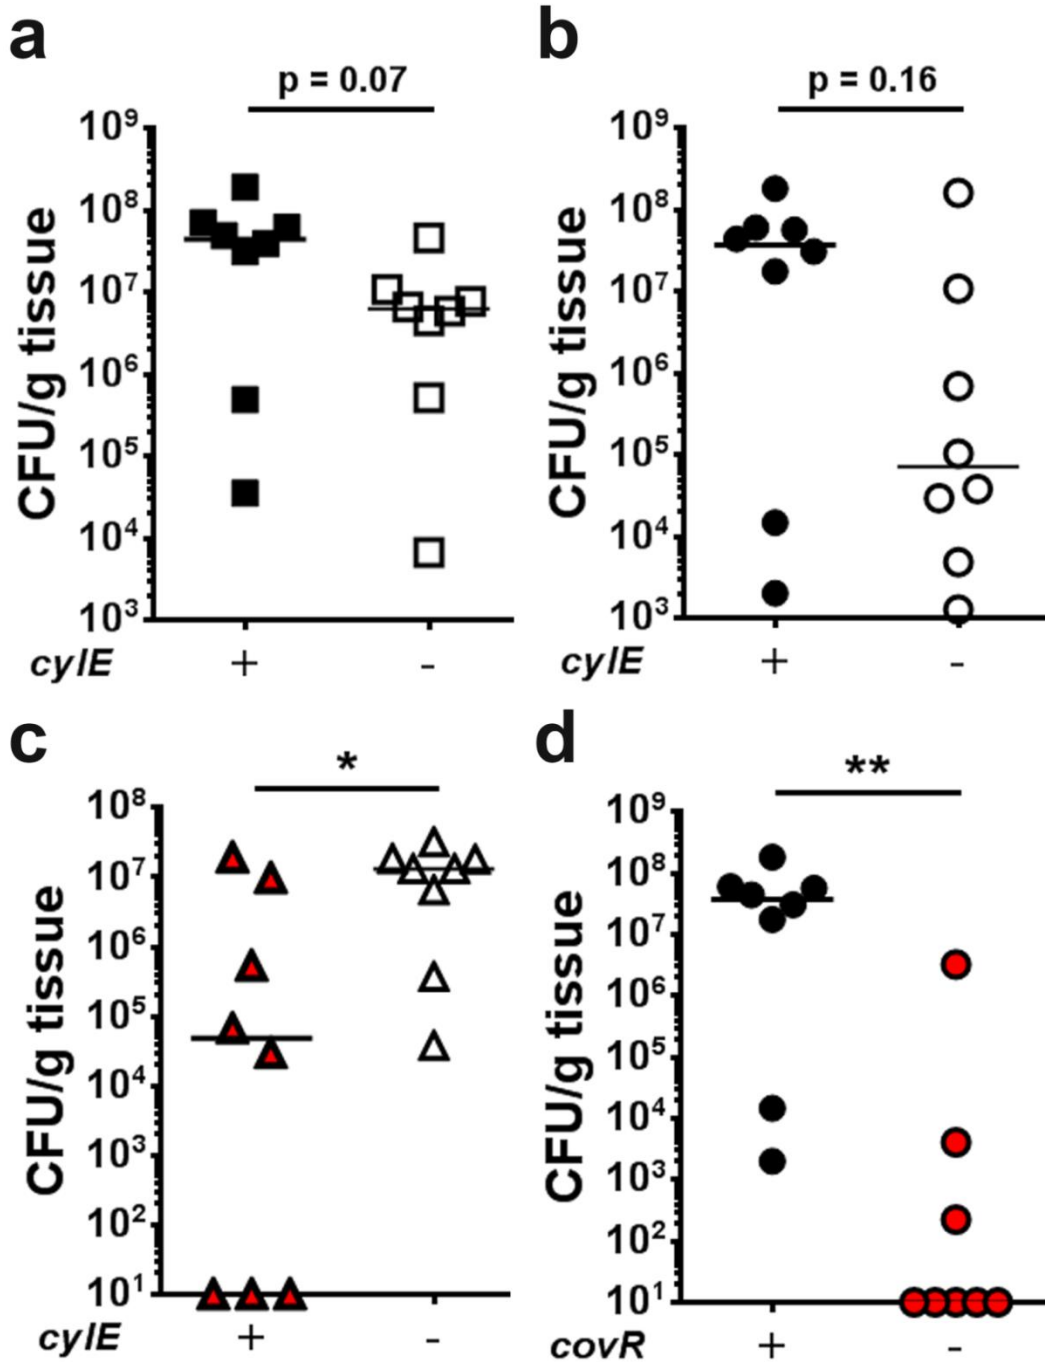 a
p = 0.07
CFU/g tissue
10⁹
10⁸
10⁷
10⁶
10⁵
10⁴
10³
cylE + -
b
p = 0.16
CFU/g tissue
10⁹
10⁸
10⁷
10⁶
10⁵
10⁴
10³
cylE + -
c
*
CFU/g tissue
10⁸
10⁷
10⁶
10⁵
10⁴
10³
10²
10¹
cylE + -
d
**
CFU/g tissue
10⁹
10⁸
10⁷
10⁶
10⁵
10⁴
10³
10²
10¹
covR + -